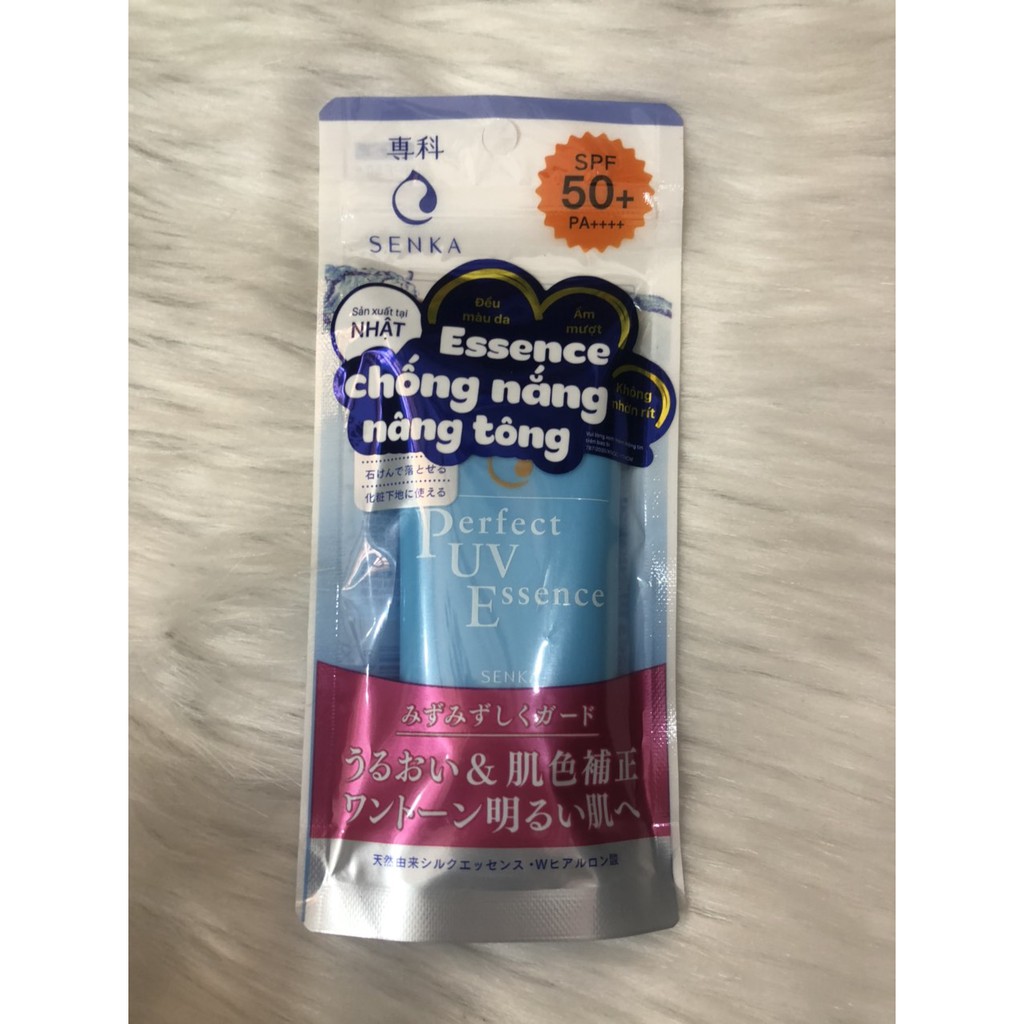 専科
SENKA
SPF
50+
PA++++
Sản xuất tại
NHẬT
Đều
màu da
Ẩm
mượt
Không
nhờn rít
Essence
chống nắng
nâng tông
石けんで落とせる
化粧下地に使える
Perfect
UV
Essence
SENKA
みずみずしくガード
うるおい&肌色補正
ワントーン明るい肌へ
天然由来シルクエッセンス・Wヒアルロン酸